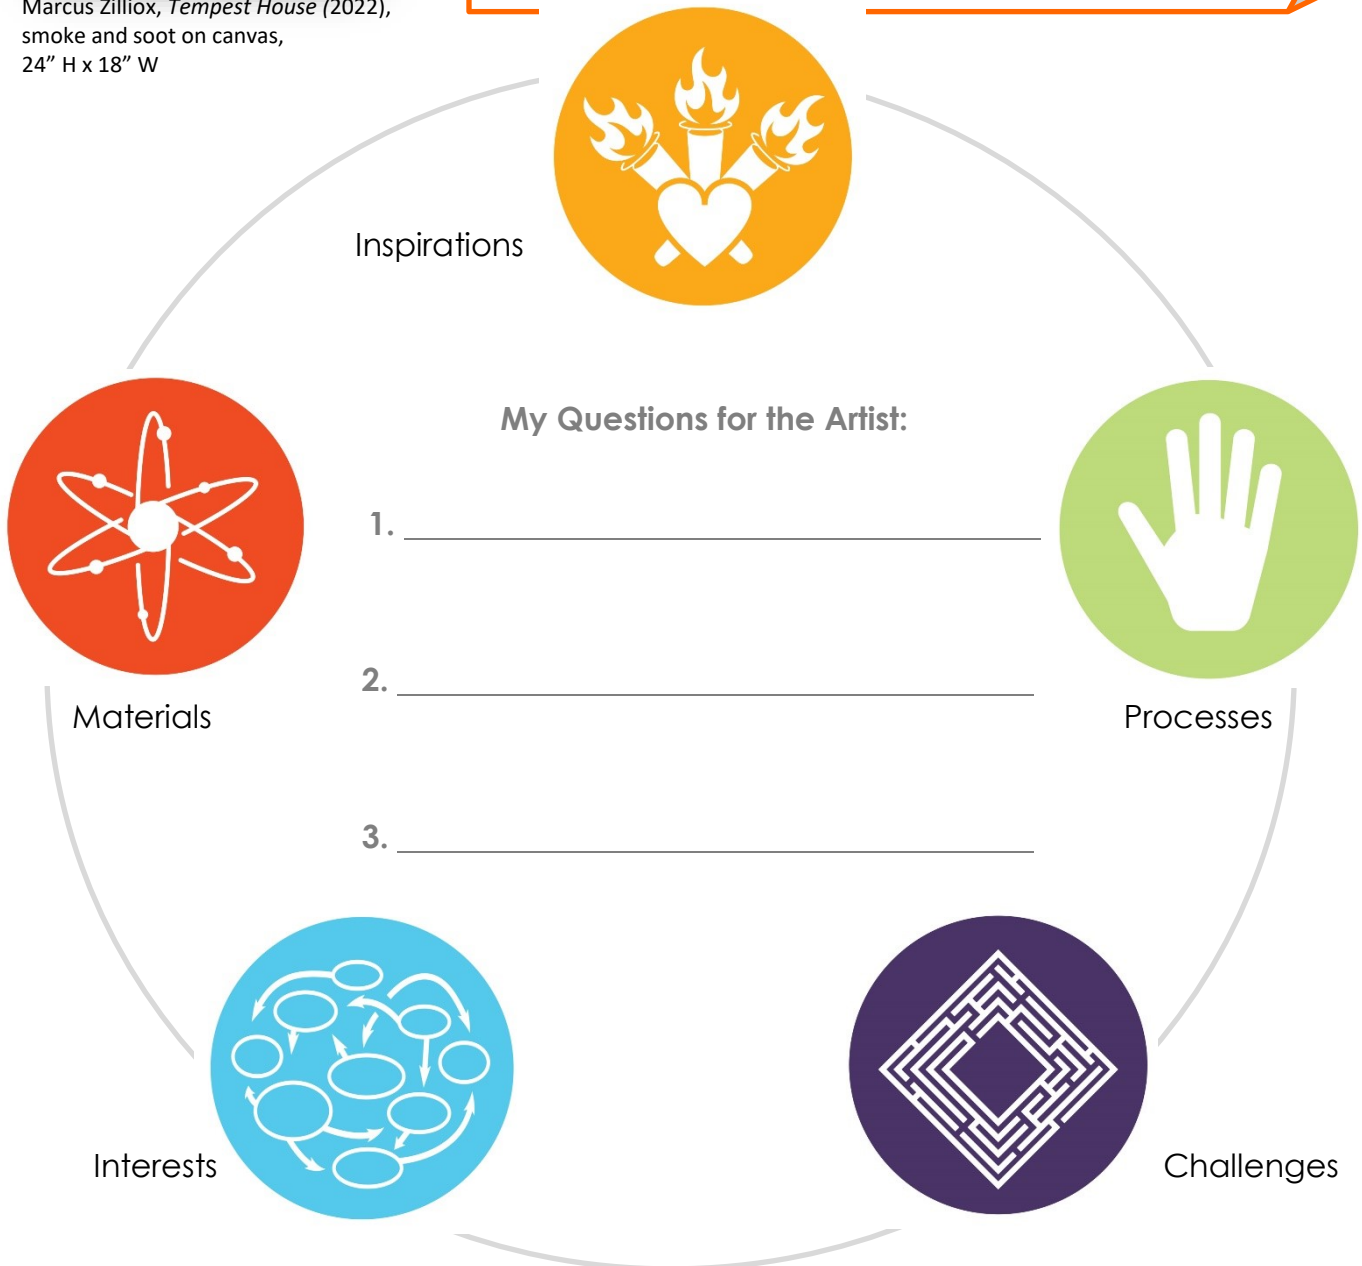 Marcus Zilliox, Tempest House (2022),
smoke and soot on canvas,
24” H x 18” W
Inspirations
My Questions for the Artist:
1.
Materials
Processes
2.
3.
Interests
Challenges